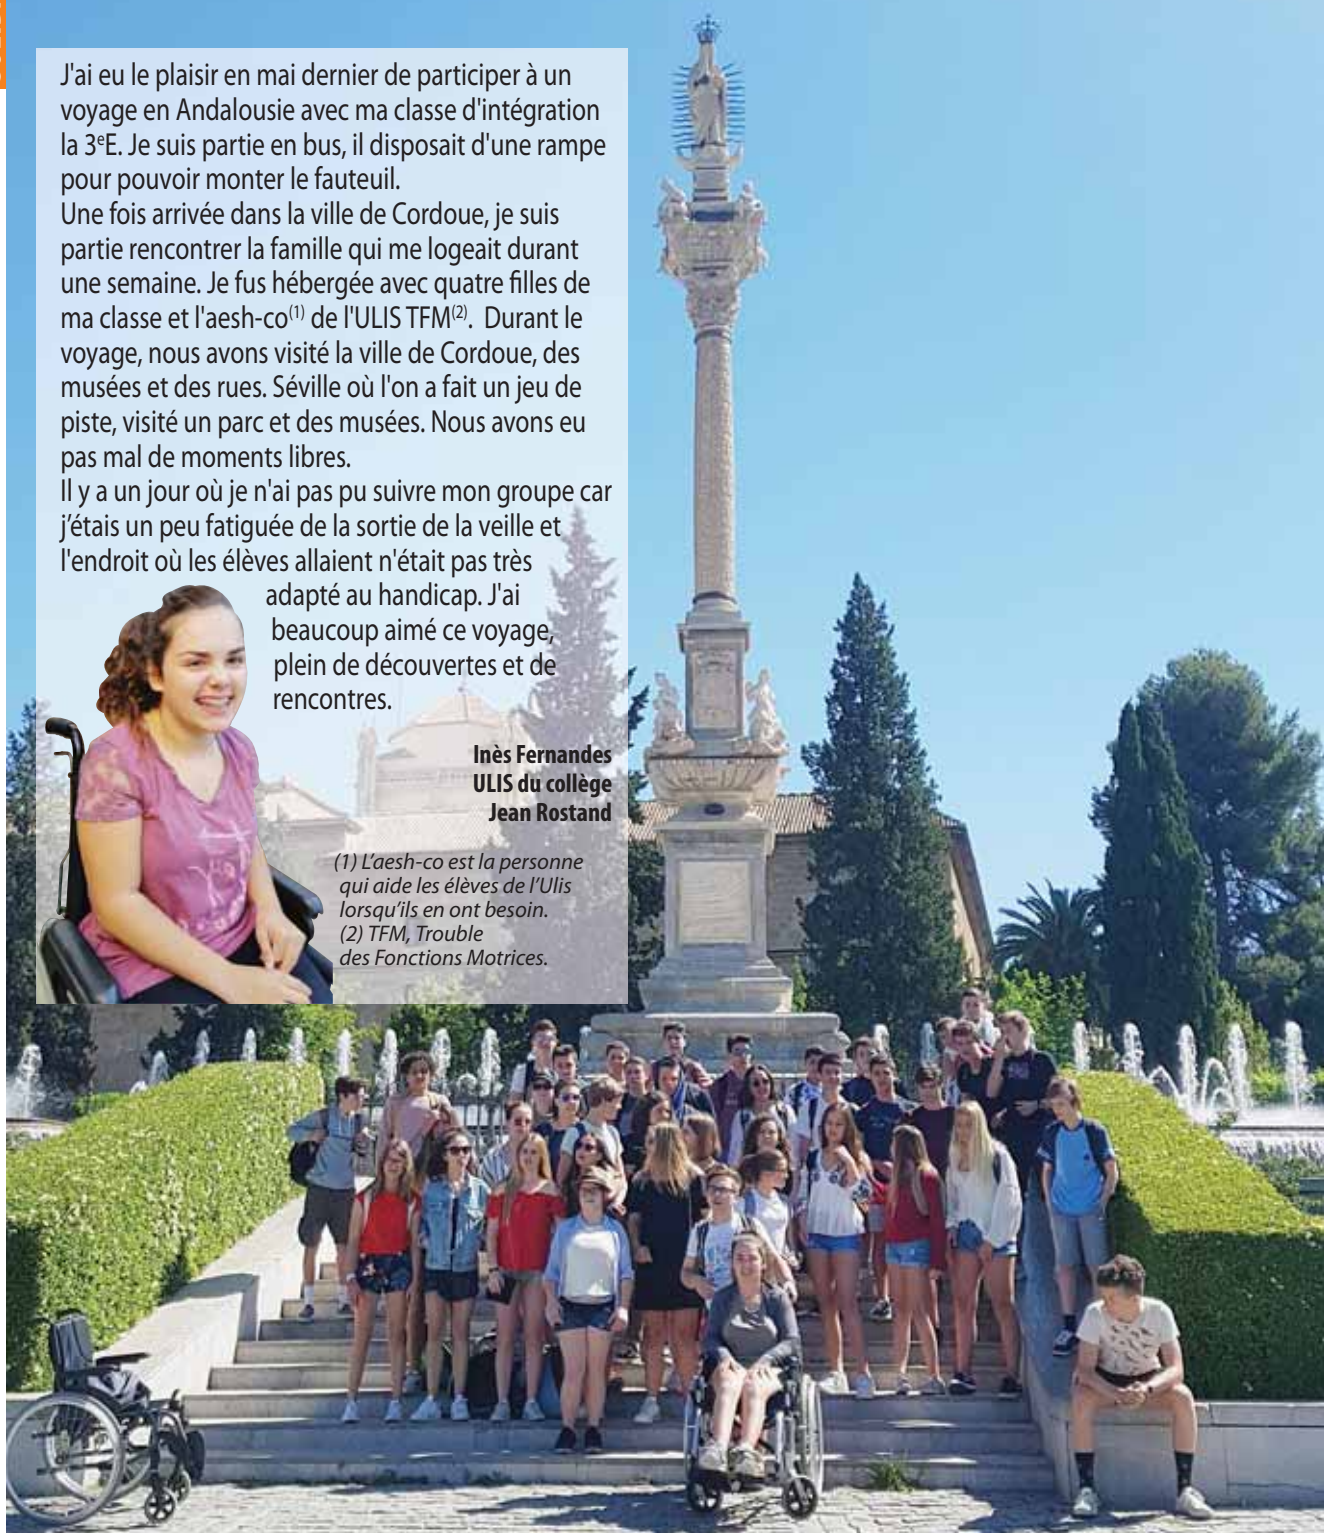 J'ai eu le plaisir en mai dernier de participer à un
voyage en Andalousie avec ma classe d'intégration
la 3ᵉE. Je suis partie en bus, il disposait d'une rampe
pour pouvoir monter le fauteuil.
Une fois arrivée dans la ville de Cordoue, je suis
partie rencontrer la famille qui me logeait durant
une semaine. Je fus hébergée avec quatre filles de
ma classe et l'aesh-co⁽¹⁾ de l'ULIS TFM⁽²⁾. Durant le
voyage, nous avons visité la ville de Cordoue, des
musées et des rues. Séville où l'on a fait un jeu de
piste, visité un parc et des musées. Nous avons eu
pas mal de moments libres.
Il y a un jour où je n'ai pas pu suivre mon groupe car
j’étais un peu fatiguée de la sortie de la veille et
l'endroit où les élèves allaient n'était pas très
adapté au handicap. J'ai
beaucoup aimé ce voyage,
plein de découvertes et de
rencontres.
Inès Fernandes
ULIS du collège
Jean Rostand
(1) L’aesh-co est la personne
qui aide les élèves de l’Ulis
lorsqu’ils en ont besoin.
(2) TFM, Trouble
des Fonctions Motrices.